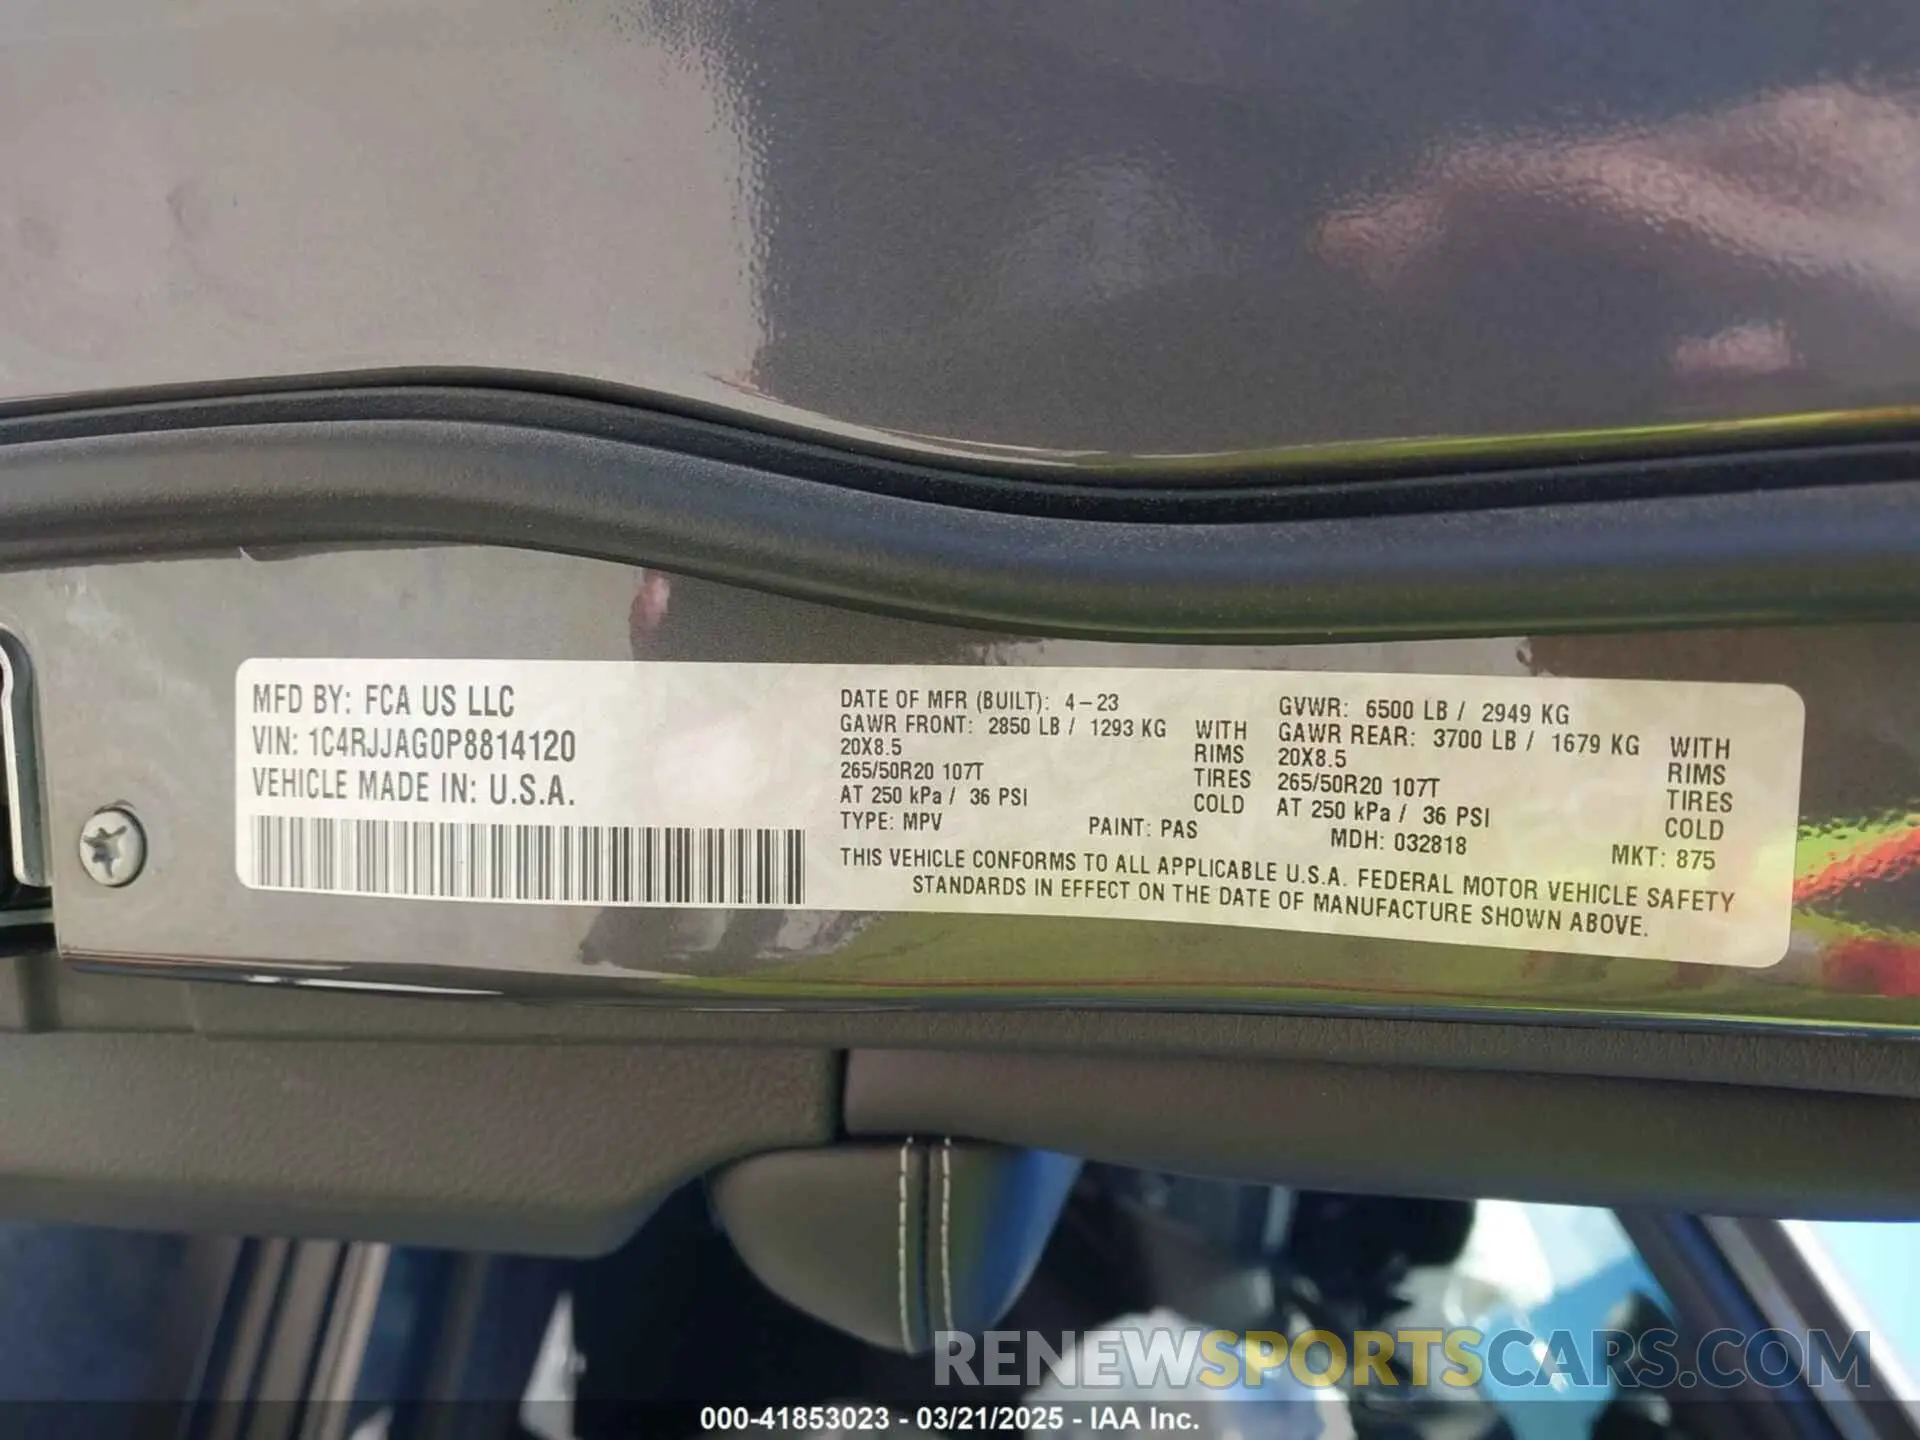 MFD BY: FCA US LLC
VIN: 1C4RJJAG0P8814120
VEHICLE MADE IN: U.S.A.
DATE OF MFR (BUILT): 4-23
GAWR FRONT: 2850 LB / 1293 KG WITH
20X8.5 RIMS
265/50R20 107T TIRES
AT 250 kPa / 36 PSI COLD
TYPE: MPV PAINT: PAS
GVWR: 6500 LB / 2949 KG
GAWR REAR: 3700 LB / 1679 KG WITH
20X8.5 RIMS
265/50R20 107T TIRES
AT 250 kPa / 36 PSI COLD
MDH: 032818 MKT: 875
THIS VEHICLE CONFORMS TO ALL APPLICABLE U.S.A. FEDERAL MOTOR VEHICLE SAFETY
STANDARDS IN EFFECT ON THE DATE OF MANUFACTURE SHOWN ABOVE.
RENEWSPORTSCARS.COM
000-41853023 - 03/21/2025 - IAA Inc.